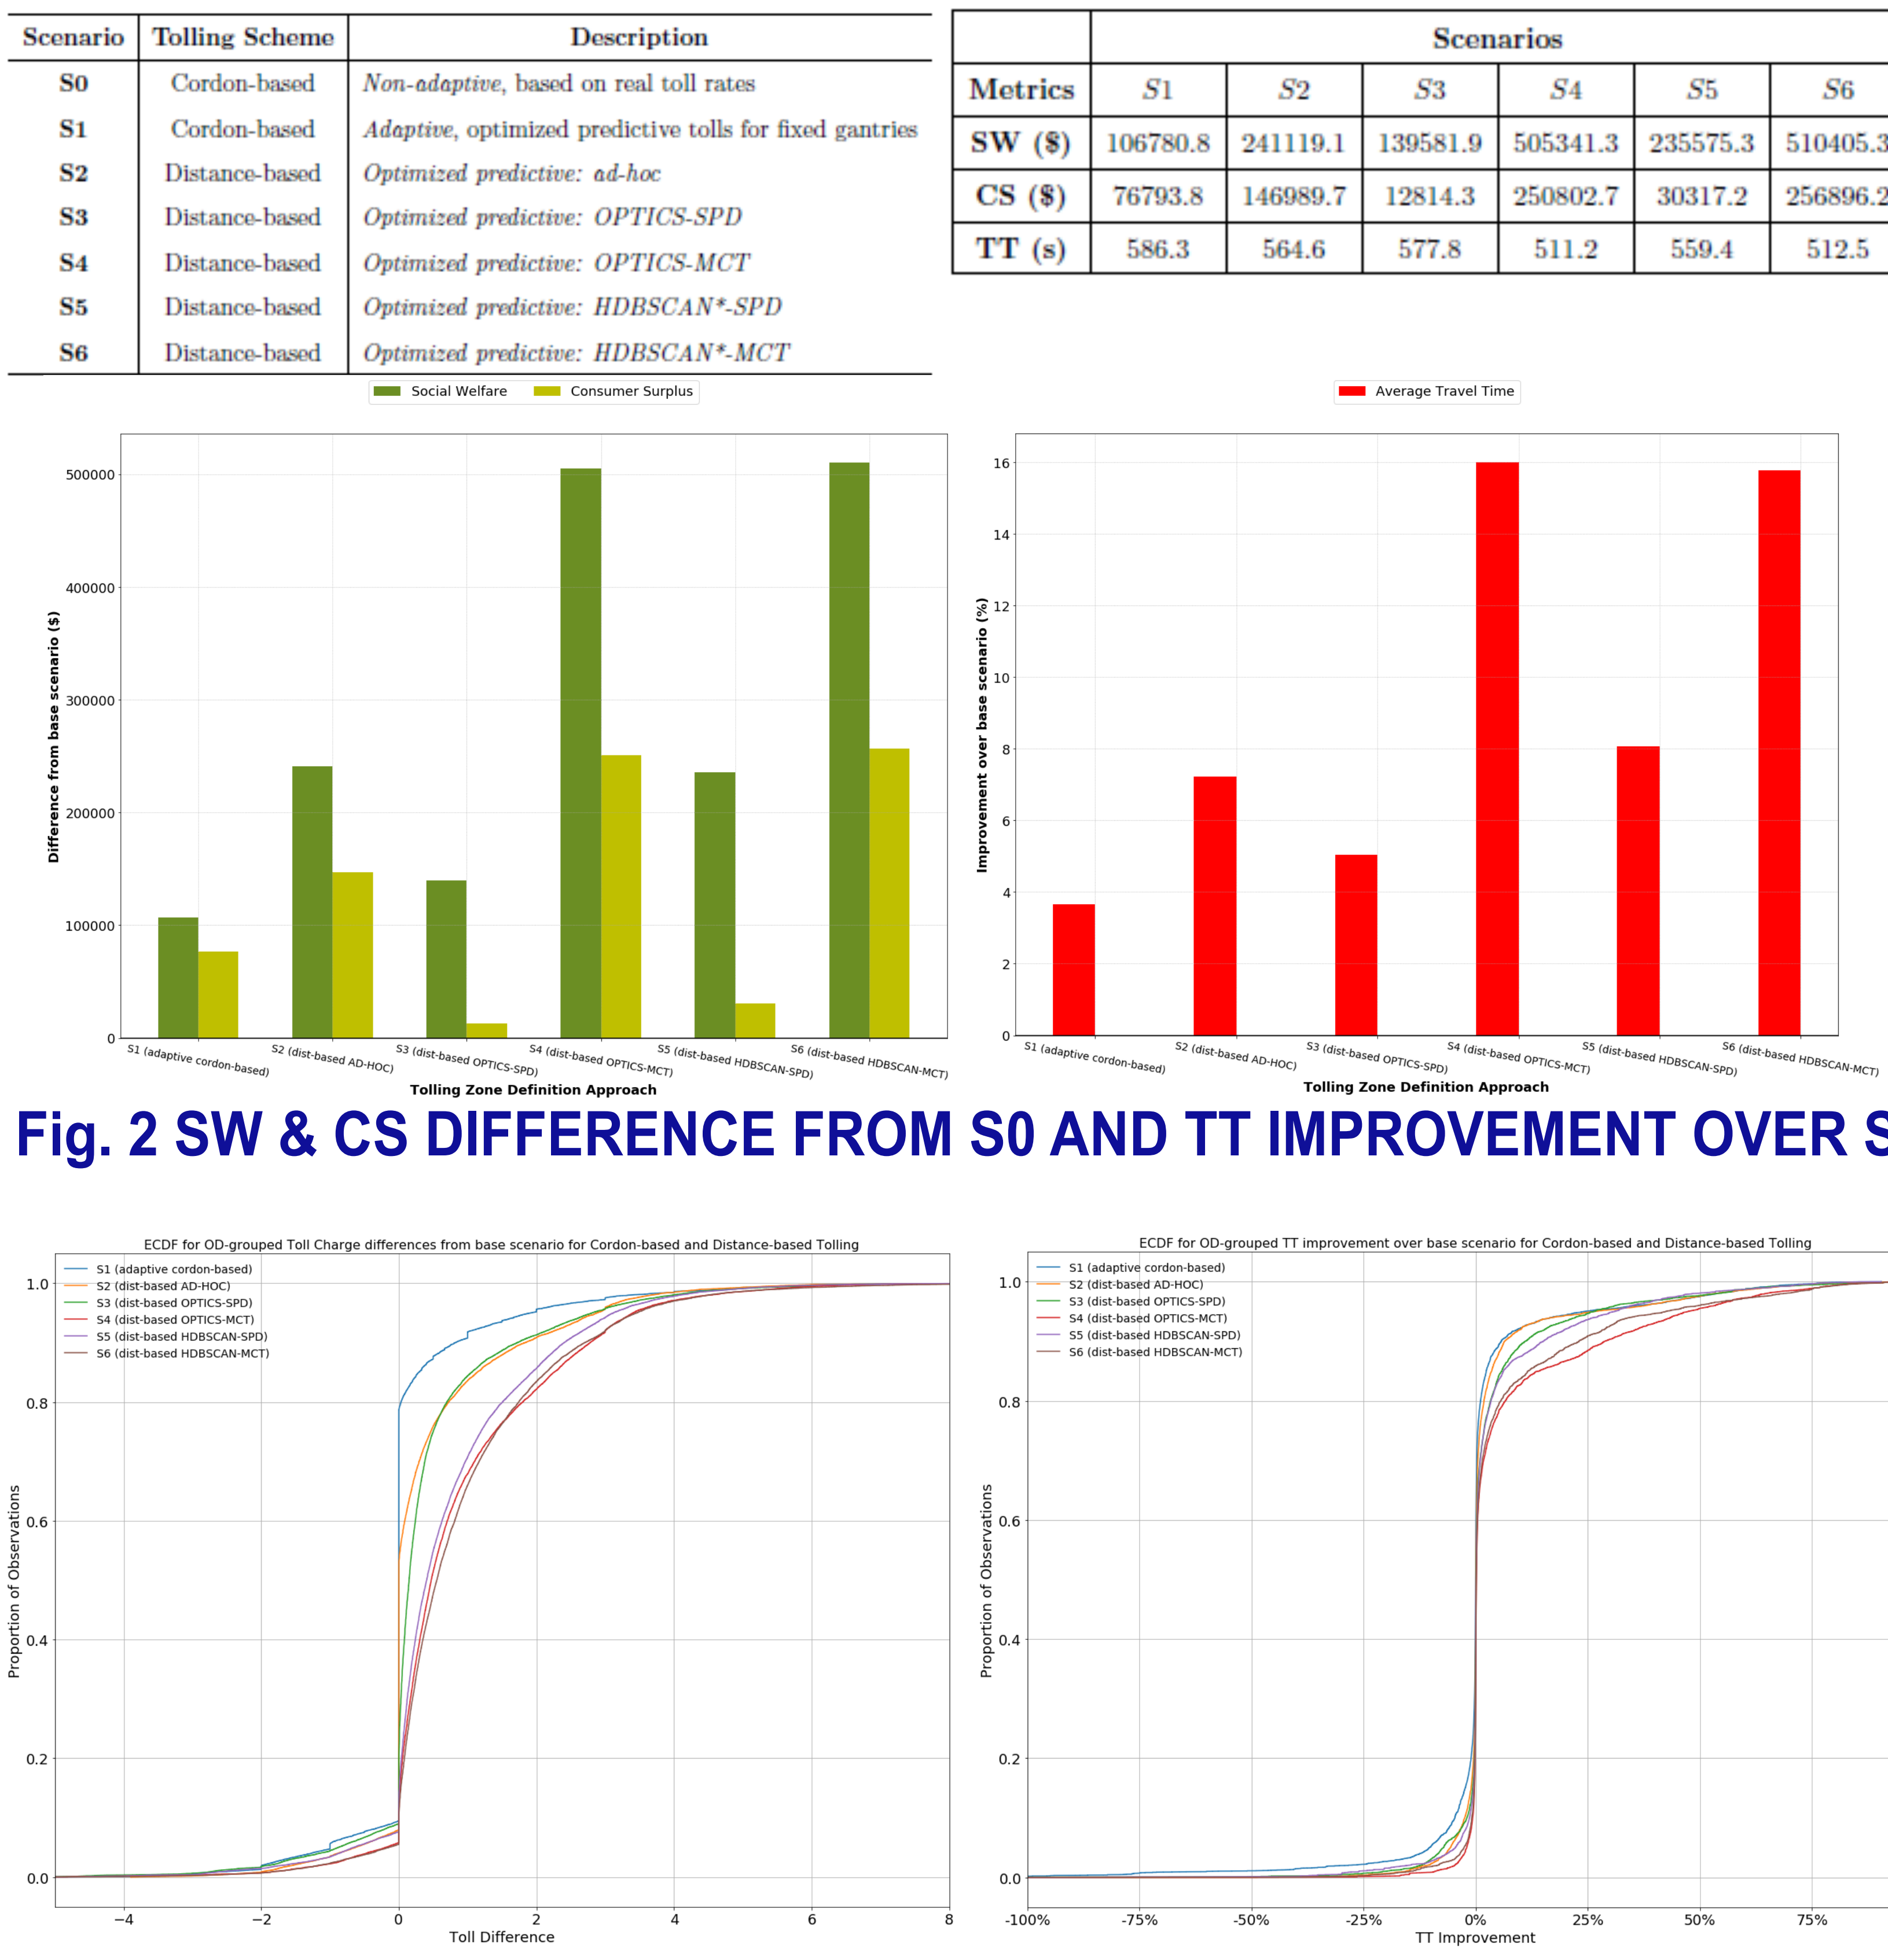 Scenario Tolling Scheme Description
S0 Cordon-based Non-adaptive, based on real toll rates
S1 Cordon-based Adaptive, optimized predictive tolls for fixed gantries
S2 Distance-based Optimized predictive: ad-hoc
S3 Distance-based Optimized predictive: OPTICS-SPD
S4 Distance-based Optimized predictive: OPTICS-MCT
S5 Distance-based Optimized predictive: HDBSCAN*-SPD
S6 Distance-based Optimized predictive: HDBSCAN*-MCT
Scenarios
Metrics S1 S2 S3 S4 S5 S6
SW ($) 106780.8 241119.1 139581.9 505341.3 235575.3 510405.3
CS ($) 76793.8 146989.7 12814.3 250802.7 30317.2 256896.2
TT (s) 586.3 564.6 577.8 511.2 559.4 512.5
Social Welfare Consumer Surplus
500000
400000
300000
200000
100000
0
Difference from base scenario ($)
S1 (adaptive cordon-based)
S2 (dist-based AD-HOC)
S3 (dist-based OPTICS-SPD)
S4 (dist-based OPTICS-MCT)
S5 (dist-based HDBSCAN-SPD)
S6 (dist-based HDBSCAN-MCT)
Tolling Zone Definition Approach
Average Travel Time
16
14
12
10
8
6
4
2
0
Improvement over base scenario (%)
S1 (adaptive cordon-based)
S2 (dist-based AD-HOC)
S3 (dist-based OPTICS-SPD)
S4 (dist-based OPTICS-MCT)
S5 (dist-based HDBSCAN-SPD)
S6 (dist-based HDBSCAN-MCT)
Tolling Zone Definition Approach
Fig. 2 SW & CS DIFFERENCE FROM S0 AND TT IMPROVEMENT OVER S
ECDF for OD-grouped Toll Charge differences from base scenario for Cordon-based and Distance-based Tolling
S1 (adaptive cordon-based)
S2 (dist-based AD-HOC)
S3 (dist-based OPTICS-SPD)
S4 (dist-based OPTICS-MCT)
S5 (dist-based HDBSCAN-SPD)
S6 (dist-based HDBSCAN-MCT)
1.0
0.8
0.6
0.4
0.2
0.0
Proportion of Observations
−4 −2 0 2 4 6 8
Toll Difference
ECDF for OD-grouped TT improvement over base scenario for Cordon-based and Distance-based Tolling
S1 (adaptive cordon-based)
S2 (dist-based AD-HOC)
S3 (dist-based OPTICS-SPD)
S4 (dist-based OPTICS-MCT)
S5 (dist-based HDBSCAN-SPD)
S6 (dist-based HDBSCAN-MCT)
1.0
0.8
0.6
0.4
0.2
0.0
Proportion of Observations
-100% -75% -50% -25% 0% 25% 50% 75%
TT Improvement